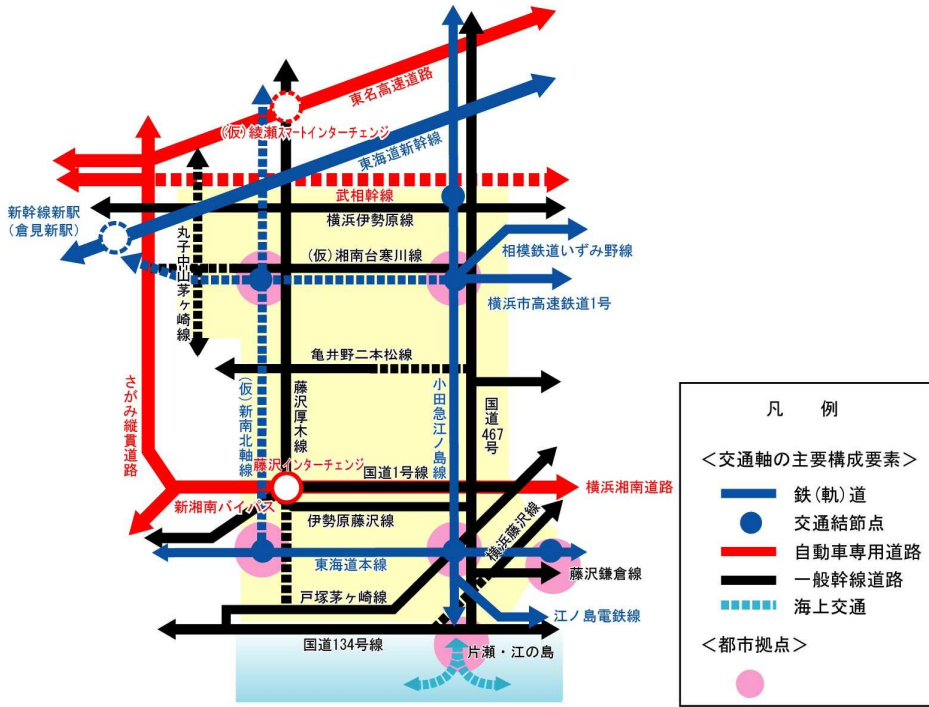 東名高速道路
(仮)綾瀬スマートインターチェンジ
東海道新幹線
武相幹線
新幹線新駅
(倉見新駅)
横浜伊勢原線
丸子中山茅ヶ崎線
(仮)湘南台寒川線
相模鉄道いずみ野線
横浜市高速鉄道1号
亀井野二本松線
さがみ縦貫道路
(仮)新南北軸線
藤沢厚木線
小田急江ノ島線
国道467号
藤沢インターチェンジ
国道1号線
横浜湘南道路
新湘南バイパス
伊勢原藤沢線
横浜藤沢線
東海道本線
藤沢鎌倉線
戸塚茅ヶ崎線
江ノ島電鉄線
国道134号線
片瀬・江の島
凡 例
＜交通軸の主要構成要素＞
鉄(軌)道
交通結節点
自動車専用道路
一般幹線道路
海上交通
＜都市拠点＞